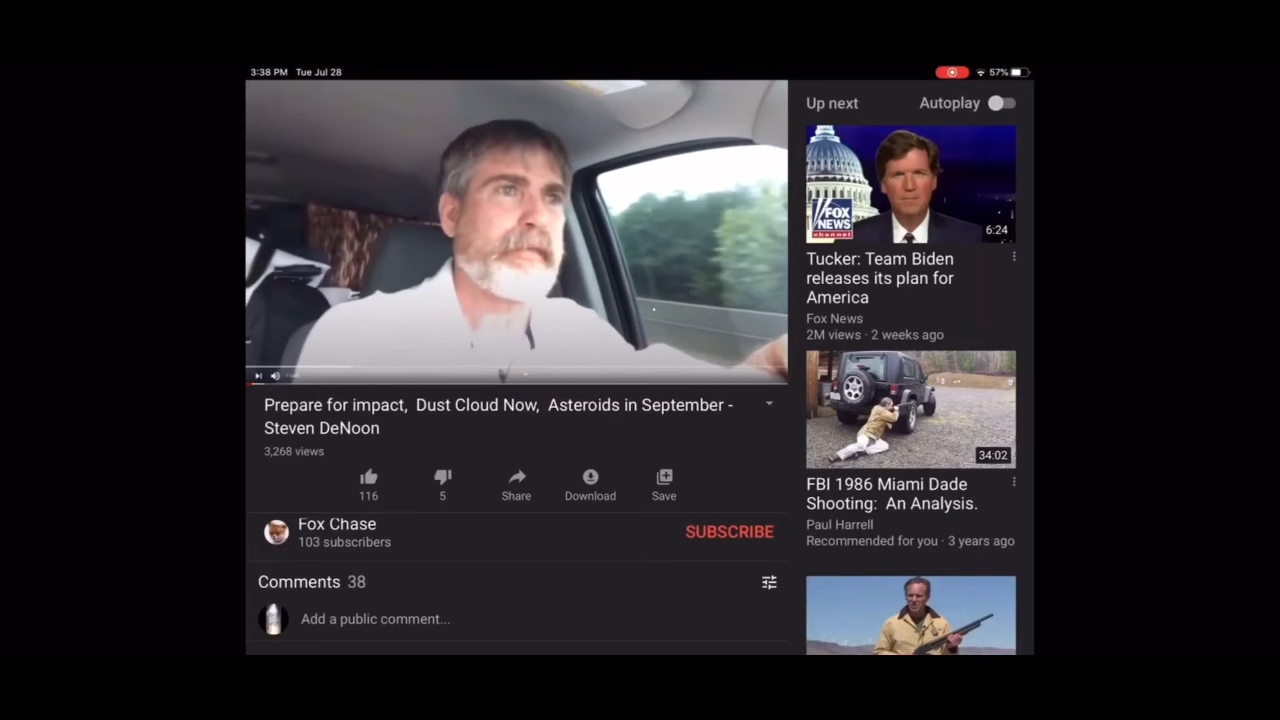 3:38 PM Tue Jul 28
57%
Up next
Autoplay
FOX
NEWS
channel
6:24
Tucker: Team Biden
releases its plan for
America
Fox News
2M views · 2 weeks ago
Prepare for impact, Dust Cloud Now, Asteroids in September -
Steven DeNoon
3,268 views
116
5
Share
Download
Save
Fox Chase
103 subscribers
SUBSCRIBE
Comments 38
Add a public comment...
34:02
FBI 1986 Miami Dade
Shooting: An Analysis.
Paul Harrell
Recommended for you · 3 years ago